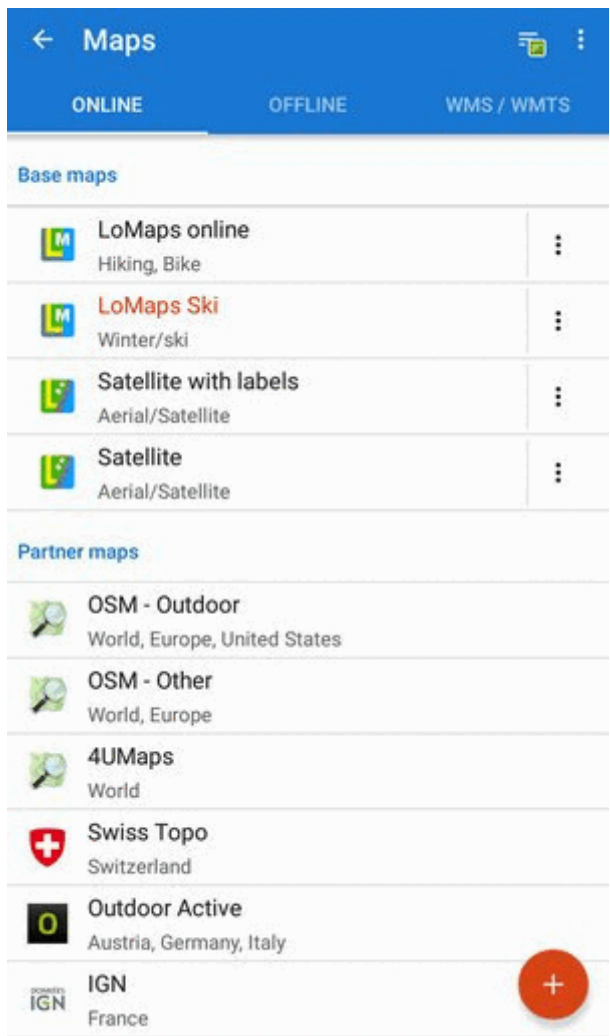 Maps
ONLINE OFFLINE WMS / WMTS
Base maps
LoMaps online
Hiking, Bike
LoMaps Ski
Winter/ski
Satellite with labels
Aerial/Satellite
Satellite
Aerial/Satellite
Partner maps
OSM - Outdoor
World, Europe, United States
OSM - Other
World, Europe
4UMaps
World
Swiss Topo
Switzerland
Outdoor Active
Austria, Germany, Italy
IGN
IGN
France